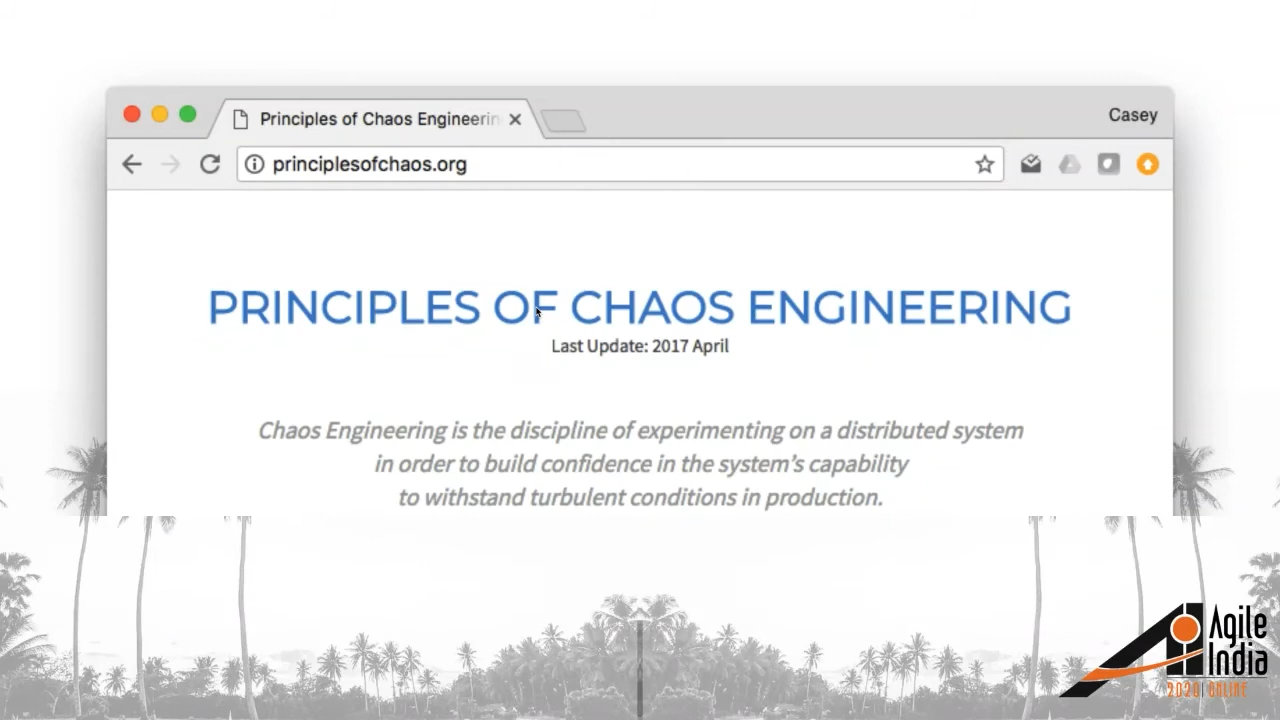 Principles of Chaos Engineerin
Casey
principlesofchaos.org
PRINCIPLES OF CHAOS ENGINEERING
Last Update: 2017 April
Chaos Engineering is the discipline of experimenting on a distributed system
in order to build confidence in the system's capability
to withstand turbulent conditions in production.
Agile
India
2020 ONLINE